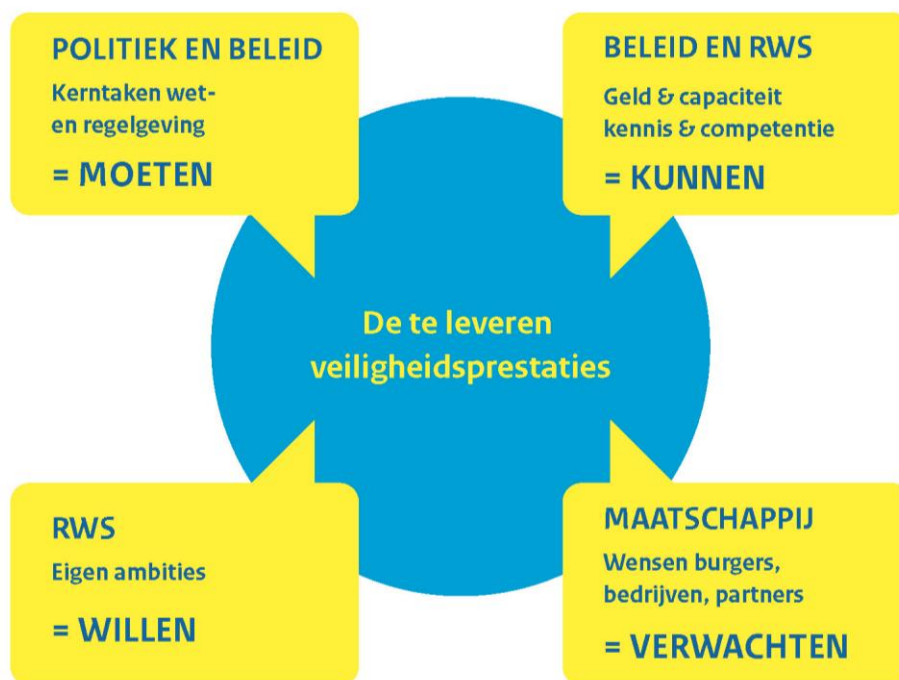 POLITIEK EN BELEID
Kerntaken wet-
en regelgeving
= MOETEN
BELEID EN RWS
Geld & capaciteit
kennis & competentie
= KUNNEN
De te leveren
veiligheidsprestaties
RWS
Eigen ambities
= WILLEN
MAATSCHAPPIJ
Wensen burgers,
bedrijven, partners
= VERWACHTEN